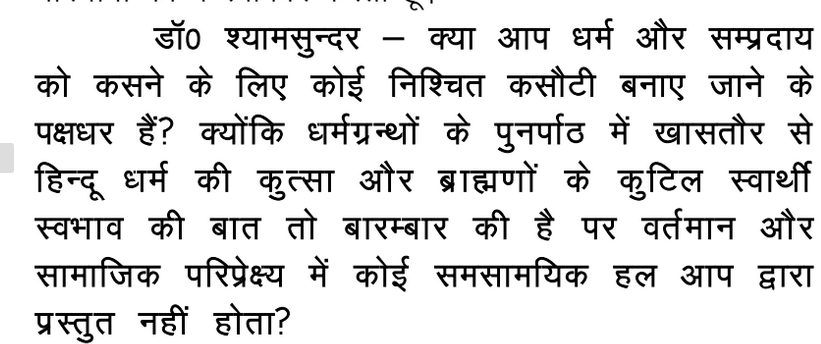 डॉ0 श्यामसुन्दर – क्या आप धर्म और सम्प्रदाय
को कसने के लिए कोई निश्चित कसौटी बनाए जाने के
पक्षधर हैं? क्योंकि धर्मग्रन्थों के पुनर्पाठ में खासतौर से
हिन्दू धर्म की कुत्सा और ब्राह्मणों के कुटिल स्वार्थी
स्वभाव की बात तो बारम्बार की है पर वर्तमान और
सामाजिक परिप्रेक्ष्य में कोई समसामयिक हल आप द्वारा
प्रस्तुत नहीं होता?